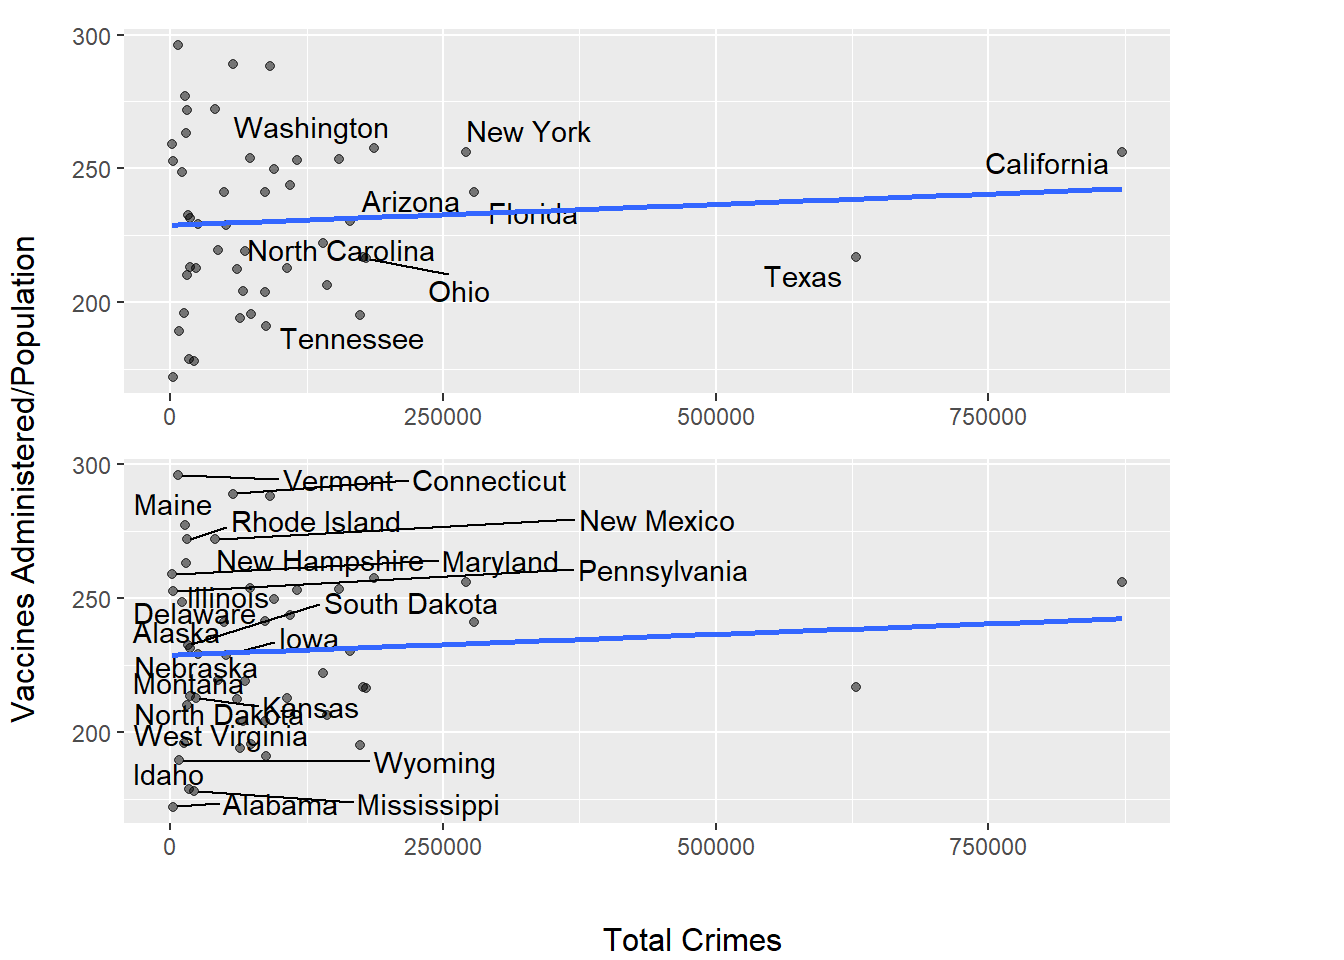 300
250
200
Washington
New York
California
Arizona
Florida
North Carolina
Ohio
Texas
Tennessee
0 250000 500000 750000
Vaccines Administered/Population
300
250
200
Vermont Connecticut
Maine
Rhode Island New Mexico
New Hampshire Maryland Pennsylvania
Illinois South Dakota
Delaware
Alaska Iowa
Nebraska
Montana
Kansas
North Dakota
West Virginia
Wyoming
Idaho
Alabama Mississippi
0 250000 500000 750000
Total Crimes